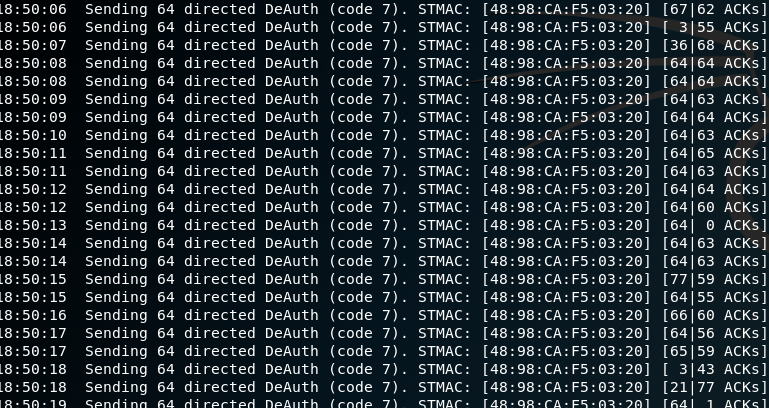 18:50:06  Sending 64 directed DeAuth (code 7). STMAC: [48:98:CA:F5:03:20] [67|62 ACKs]
18:50:06  Sending 64 directed DeAuth (code 7). STMAC: [48:98:CA:F5:03:20] [ 3|55 ACKs]
18:50:07  Sending 64 directed DeAuth (code 7). STMAC: [48:98:CA:F5:03:20] [36|68 ACKs]
18:50:08  Sending 64 directed DeAuth (code 7). STMAC: [48:98:CA:F5:03:20] [64|64 ACKs]
18:50:08  Sending 64 directed DeAuth (code 7). STMAC: [48:98:CA:F5:03:20] [64|64 ACKs]
18:50:09  Sending 64 directed DeAuth (code 7). STMAC: [48:98:CA:F5:03:20] [64|63 ACKs]
18:50:09  Sending 64 directed DeAuth (code 7). STMAC: [48:98:CA:F5:03:20] [64|64 ACKs]
18:50:10  Sending 64 directed DeAuth (code 7). STMAC: [48:98:CA:F5:03:20] [64|63 ACKs]
18:50:11  Sending 64 directed DeAuth (code 7). STMAC: [48:98:CA:F5:03:20] [64|65 ACKs]
18:50:11  Sending 64 directed DeAuth (code 7). STMAC: [48:98:CA:F5:03:20] [64|63 ACKs]
18:50:12  Sending 64 directed DeAuth (code 7). STMAC: [48:98:CA:F5:03:20] [64|64 ACKs]
18:50:12  Sending 64 directed DeAuth (code 7). STMAC: [48:98:CA:F5:03:20] [64|60 ACKs]
18:50:13  Sending 64 directed DeAuth (code 7). STMAC: [48:98:CA:F5:03:20] [64| 0 ACKs]
18:50:14  Sending 64 directed DeAuth (code 7). STMAC: [48:98:CA:F5:03:20] [64|63 ACKs]
18:50:14  Sending 64 directed DeAuth (code 7). STMAC: [48:98:CA:F5:03:20] [64|63 ACKs]
18:50:15  Sending 64 directed DeAuth (code 7). STMAC: [48:98:CA:F5:03:20] [77|59 ACKs]
18:50:15  Sending 64 directed DeAuth (code 7). STMAC: [48:98:CA:F5:03:20] [64|55 ACKs]
18:50:16  Sending 64 directed DeAuth (code 7). STMAC: [48:98:CA:F5:03:20] [66|60 ACKs]
18:50:17  Sending 64 directed DeAuth (code 7). STMAC: [48:98:CA:F5:03:20] [64|56 ACKs]
18:50:17  Sending 64 directed DeAuth (code 7). STMAC: [48:98:CA:F5:03:20] [65|59 ACKs]
18:50:18  Sending 64 directed DeAuth (code 7). STMAC: [48:98:CA:F5:03:20] [ 3|43 ACKs]
18:50:18  Sending 64 directed DeAuth (code 7). STMAC: [48:98:CA:F5:03:20] [21|77 ACKs]
18:50:19  Sending 64 directed DeAuth (code 7). STMAC: [48:98:CA:F5:03:20] [64| 1 ACKs]